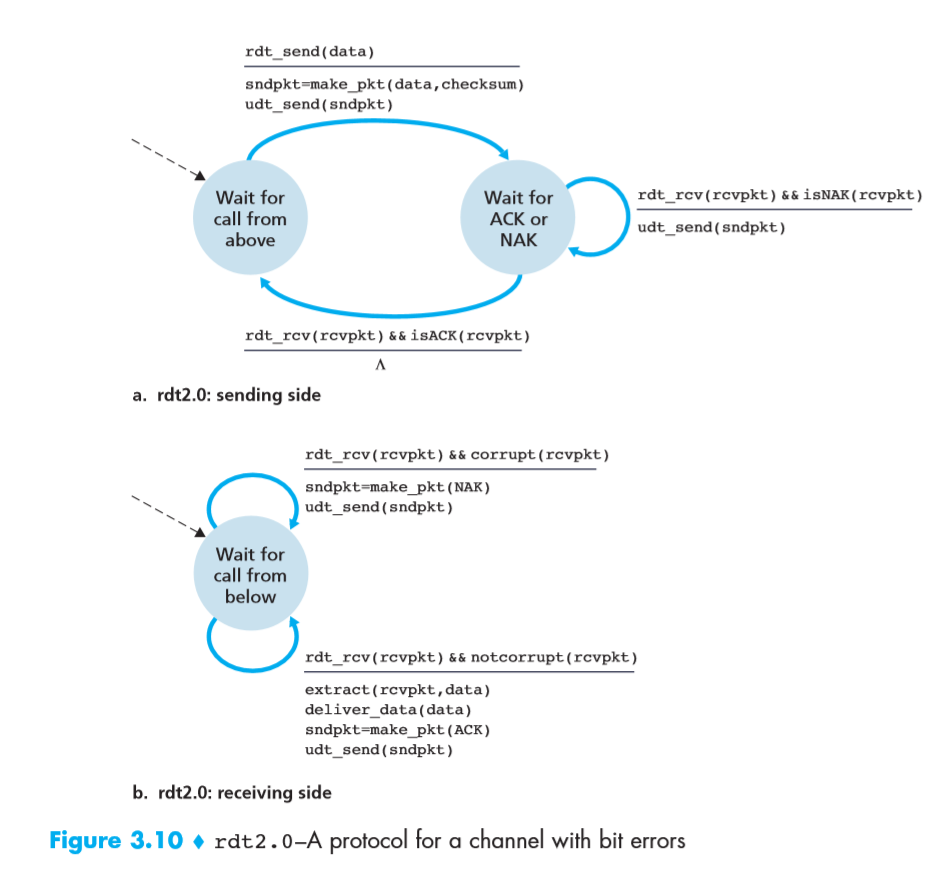 rdt_send(data)
sndpkt=make_pkt(data,checksum)
udt_send(sndpkt)
Wait for
call from
above
Wait for
ACK or
NAK
rdt_rcv(rcvpkt) && isNAK(rcvpkt)
udt_send(sndpkt)
rdt_rcv(rcvpkt) && isACK(rcvpkt)
Λ
a. rdt2.0: sending side
rdt_rcv(rcvpkt) && corrupt(rcvpkt)
sndpkt=make_pkt(NAK)
udt_send(sndpkt)
Wait for
call from
below
rdt_rcv(rcvpkt) && notcorrupt(rcvpkt)
extract(rcvpkt,data)
deliver_data(data)
sndpkt=make_pkt(ACK)
udt_send(sndpkt)
b. rdt2.0: receiving side
Figure 3.10 ♦ rdt2.0–A protocol for a channel with bit errors